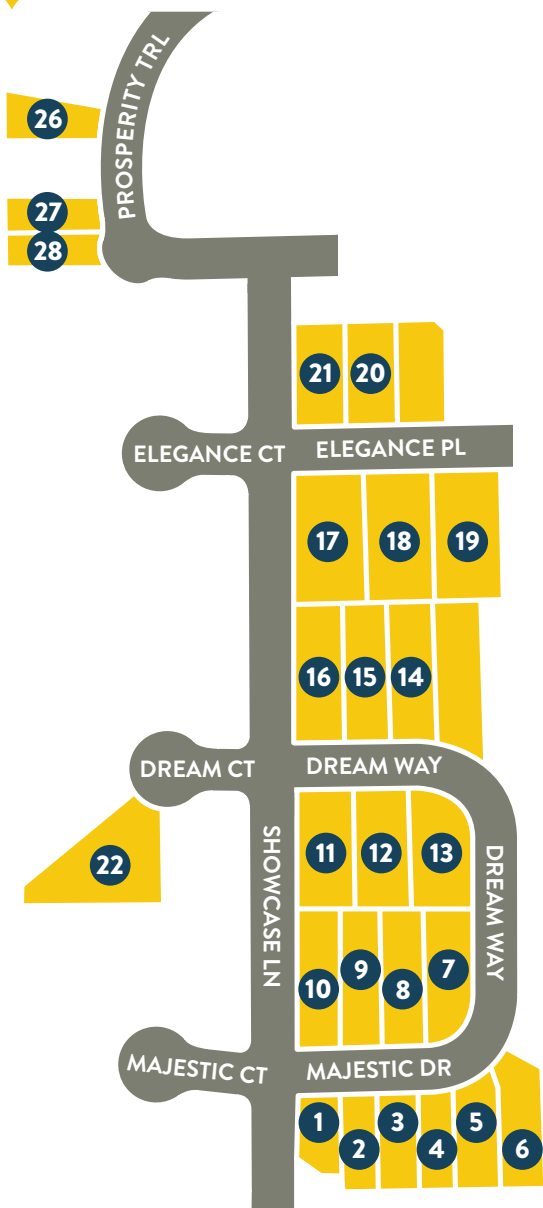 PROSPERITY TRL
26
27
28
21 20
ELEGANCE CT ELEGANCE PL
17 18 19
16 15 14
DREAM CT DREAM WAY
11 12 13
22
SHOWCASE LN
DREAM WAY
10 9 8 7
MAJESTIC CT MAJESTIC DR
1 2 3 4 5 6